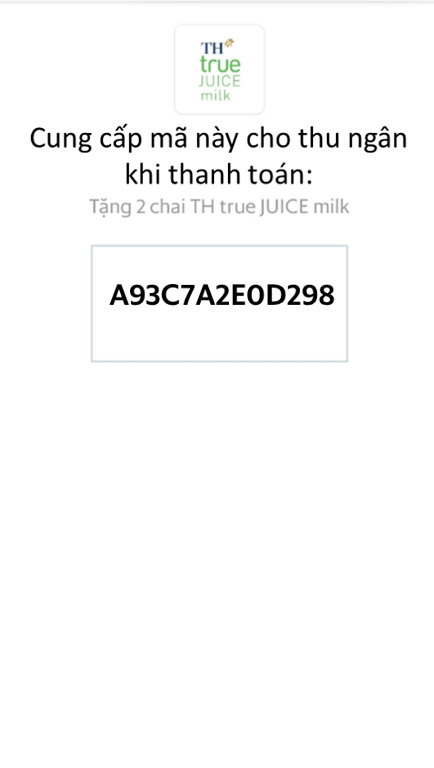 TH
true
JUICE
milk
Cung cấp mã này cho thu ngân
khi thanh toán:
Tặng 2 chai TH true JUICE milk
A93C7A2E0D298